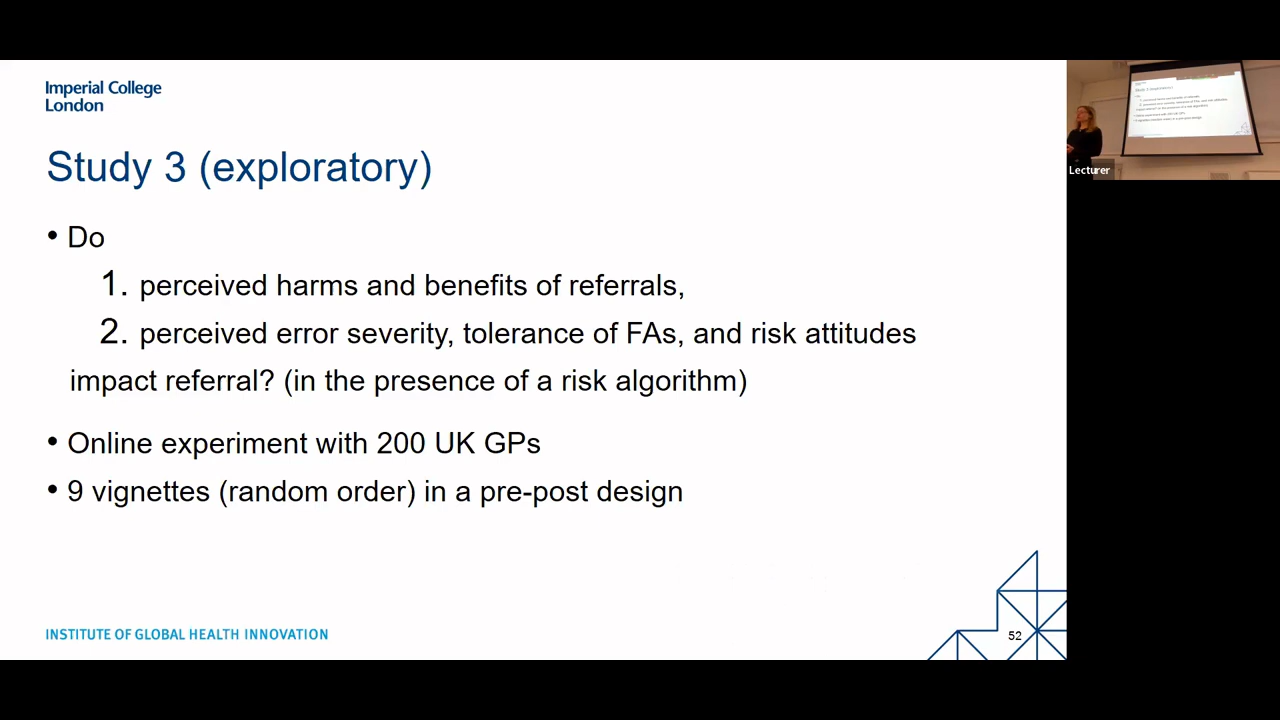 Imperial College
London
Study 3 (exploratory)
• Do
1. perceived harms and benefits of referrals,
2. perceived error severity, tolerance of FAs, and risk attitudes
impact referral? (in the presence of a risk algorithm)
• Online experiment with 200 UK GPs
• 9 vignettes (random order) in a pre-post design
INSTITUTE OF GLOBAL HEALTH INNOVATION
52
Lecturer